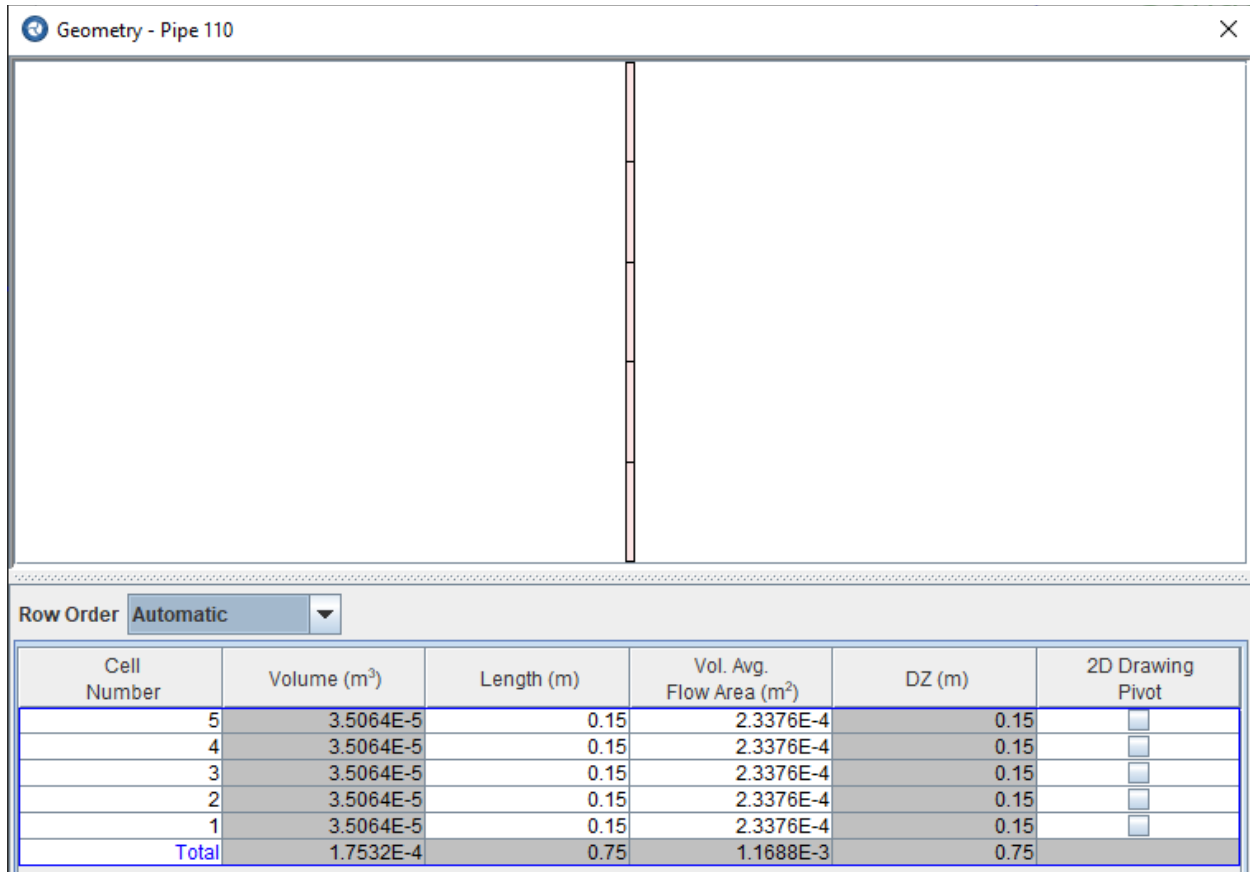 Geometry - Pipe 110
Row Order Automatic
Cell Number Volume (m³) Length (m) Vol. Avg. Flow Area (m²) DZ (m) 2D Drawing Pivot
5 3.5064E-5 0.15 2.3376E-4 0.15
4 3.5064E-5 0.15 2.3376E-4 0.15
3 3.5064E-5 0.15 2.3376E-4 0.15
2 3.5064E-5 0.15 2.3376E-4 0.15
1 3.5064E-5 0.15 2.3376E-4 0.15
Total 1.7532E-4 0.75 1.1688E-3 0.75